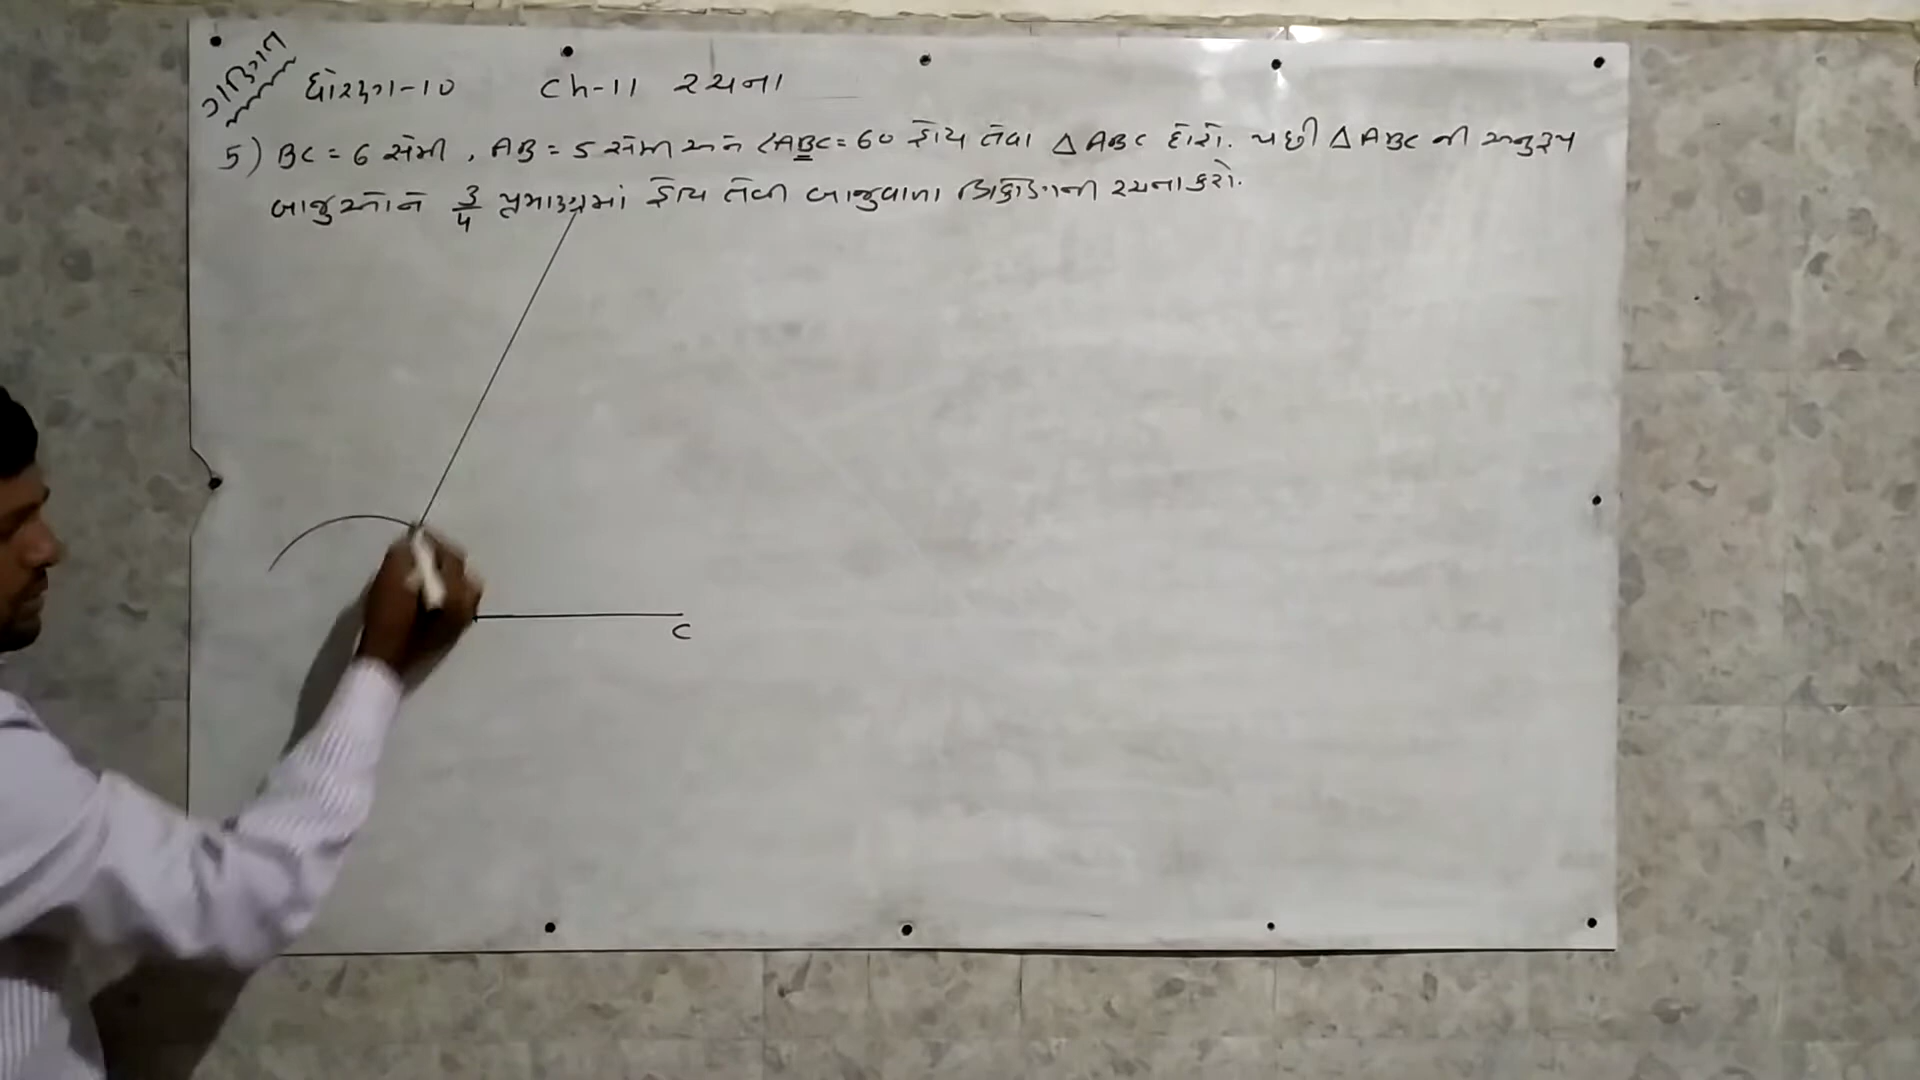 ગણિત
ધોરણ-10 Ch-11 રચના
5) BC = 6 સેમી, AB = 5 સેમી અને ∠ABC = 60 હોય તેવા △ ABC દોરો. પછી △ ABC ની અનુરૂપ
બાજુઓને 3/4 પ્રમાણમાં હોય તેવી બાજુવાળા ત્રિકોણની રચના કરો.
C